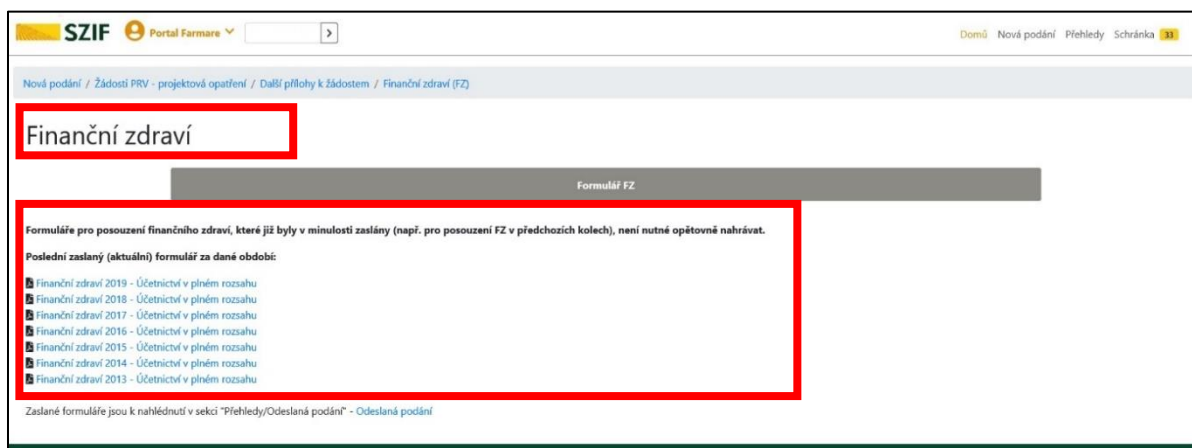 SZIF Portal Farmare
Domů Nová podání Přehledy Schránka 33
Nová podání / Žádosti PRV - projektová opatření / Další přílohy k žádostem / Finanční zdraví (FZ)
Finanční zdraví
Formulář FZ
Formuláře pro posouzení finančního zdraví, které již byly v minulosti zaslány (např. pro posouzení FZ v předchozích kolech), není nutné opětovně nahrávat.
Poslední zaslaný (aktuální) formulář za dané období:
Finanční zdraví 2019 - Účetnictví v plném rozsahu
Finanční zdraví 2018 - Účetnictví v plném rozsahu
Finanční zdraví 2017 - Účetnictví v plném rozsahu
Finanční zdraví 2016 - Účetnictví v plném rozsahu
Finanční zdraví 2015 - Účetnictví v plném rozsahu
Finanční zdraví 2014 - Účetnictví v plném rozsahu
Finanční zdraví 2013 - Účetnictví v plném rozsahu
Zaslané formuláře jsou k nahlédnutí v sekci "Přehledy/Odeslaná podání" - Odeslaná podání